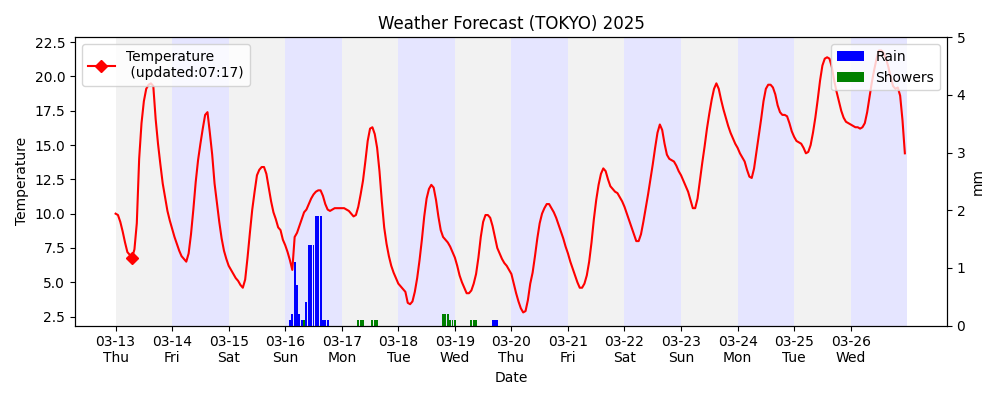 Weather Forecast (TOKYO) 2025
Temperature
(updated:07:17)
Rain
Showers
Temperature
22.5
20.0
17.5
15.0
12.5
10.0
7.5
5.0
2.5
5
4
3
2
1
0
mm
03-13 03-14 03-15 03-16 03-17 03-18 03-19 03-20 03-21 03-22 03-23 03-24 03-25 03-26
Thu Fri Sat Sun Mon Tue Wed Thu Fri Sat Sun Mon Tue Wed
Date